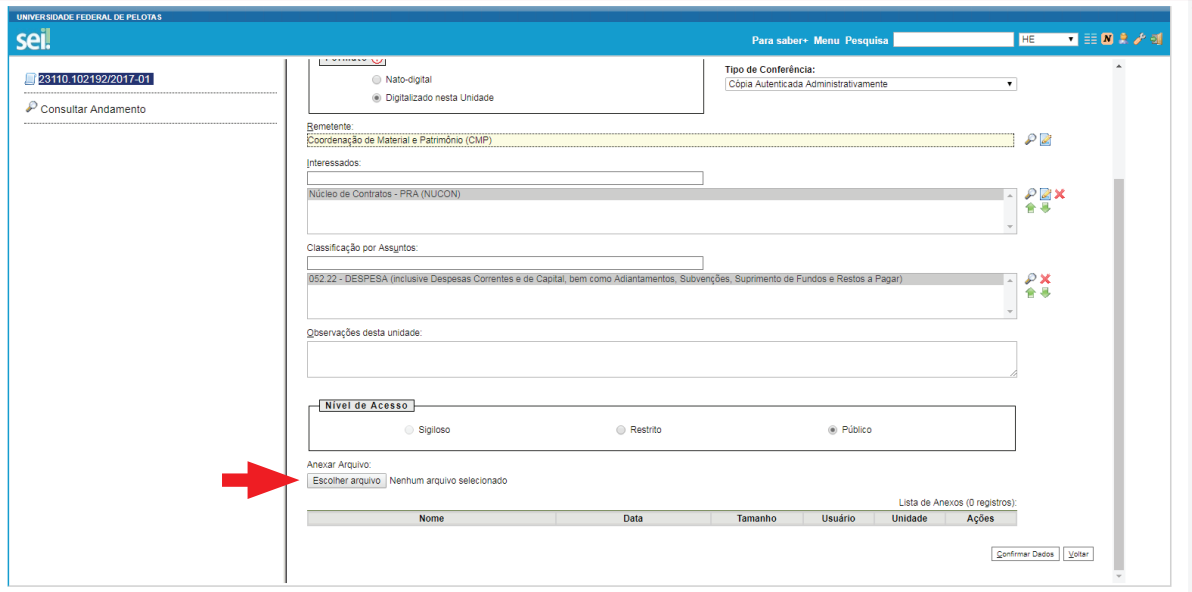 UNIVERSIDADE FEDERAL DE PELOTAS
sei!
Para saber+ Menu Pesquisa
HE
N
23110.102192/2017-01
Consultar Andamento
Formato
Nato-digital
Digitalizado nesta Unidade
Tipo de Conferência:
Cópia Autenticada Administrativamente
Remetente:
Coordenação de Material e Patrimônio (CMP)
Interessados:
Núcleo de Contratos - PRA (NUCON)
Classificação por Assuntos:
052.22 - DESPESA (inclusive Despesas Correntes e de Capital, bem como Adiantamentos, Subvenções, Suprimento de Fundos e Restos a Pagar)
Observações desta unidade:
Nível de Acesso
Sigiloso Restrito Público
Anexar Arquivo:
Escolher arquivo Nenhum arquivo selecionado
Lista de Anexos (0 registros):
Nome Data Tamanho Usuário Unidade Ações
Confirmar Dados Voltar